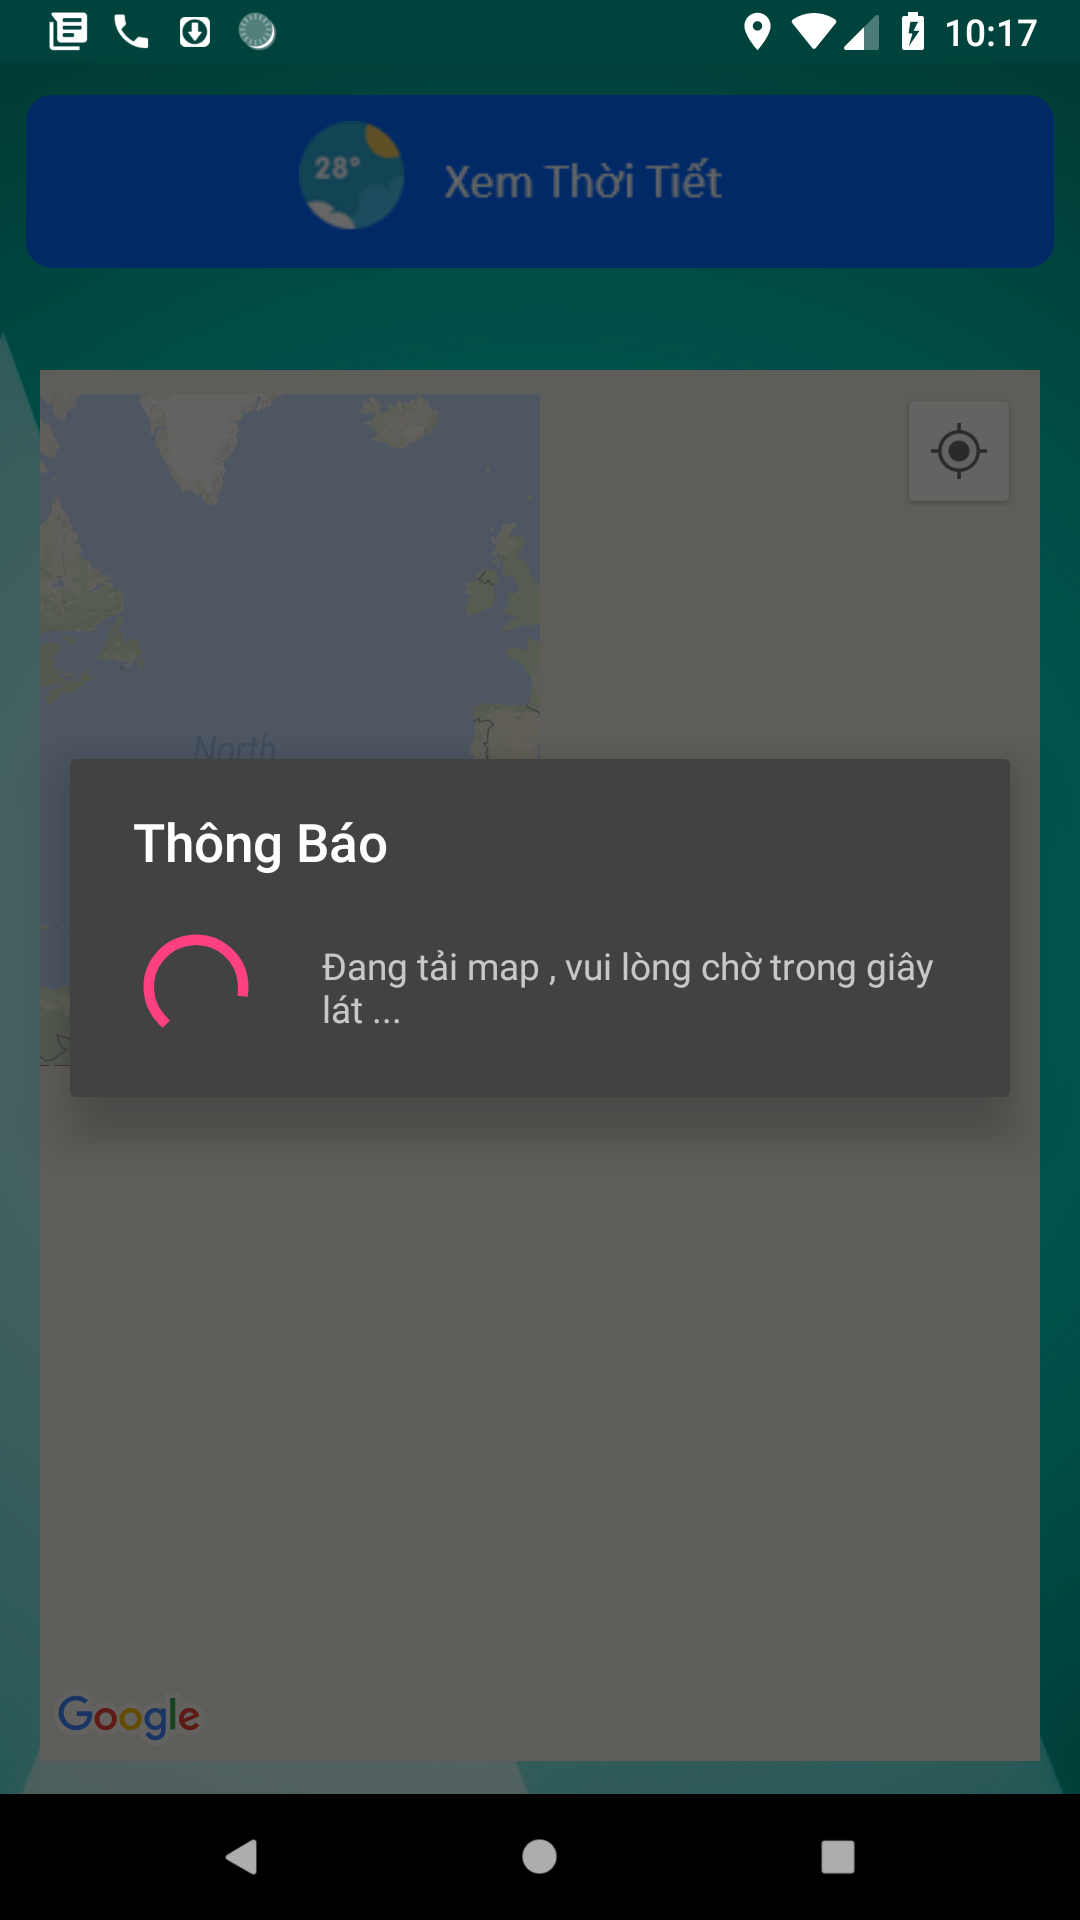 10:17
28°
Xem Thời Tiết
North
Thông Báo
Đang tải map , vui lòng chờ trong giây
lát ...
Google